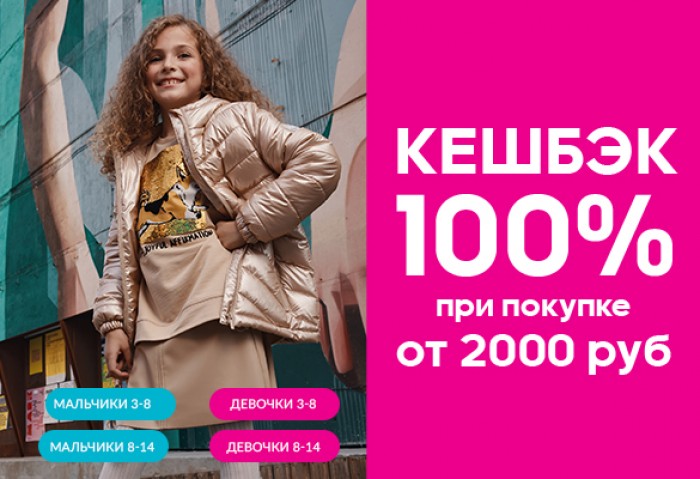 КЕШБЭК
100%
при покупке
от 2000 руб
МАЛЬЧИКИ 3-8
ДЕВОЧКИ 3-8
МАЛЬЧИКИ 8-14
ДЕВОЧКИ 8-14